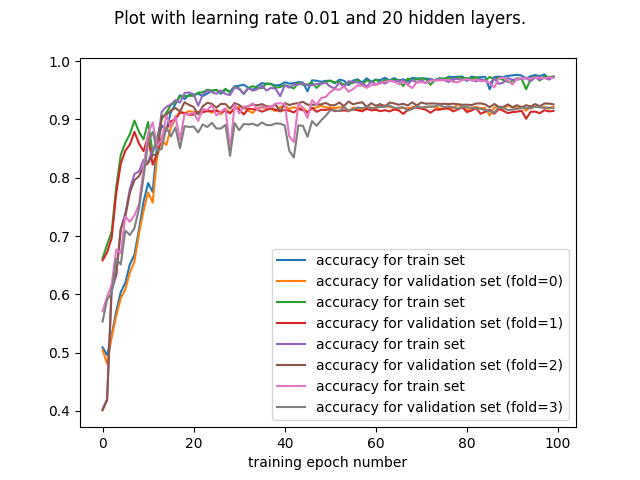 Plot with learning rate 0.01 and 20 hidden layers.
1.0
0.9
0.8
0.7
0.6
0.5
0.4
accuracy for train set
accuracy for validation set (fold=0)
accuracy for train set
accuracy for validation set (fold=1)
accuracy for train set
accuracy for validation set (fold=2)
accuracy for train set
accuracy for validation set (fold=3)
0 20 40 60 80 100
training epoch number